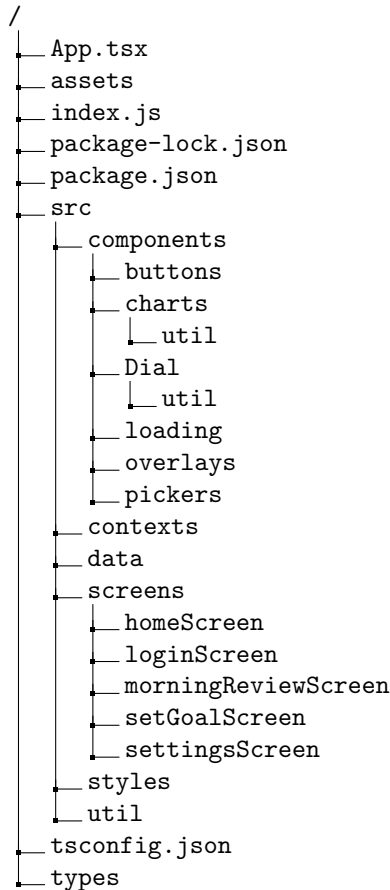 /
App.tsx
assets
index.js
package-lock.json
package.json
src
components
buttons
charts
util
Dial
util
loading
overlays
pickers
contexts
data
screens
homeScreen
loginScreen
morningReviewScreen
setGoalScreen
settingsScreen
styles
util
tsconfig.json
types